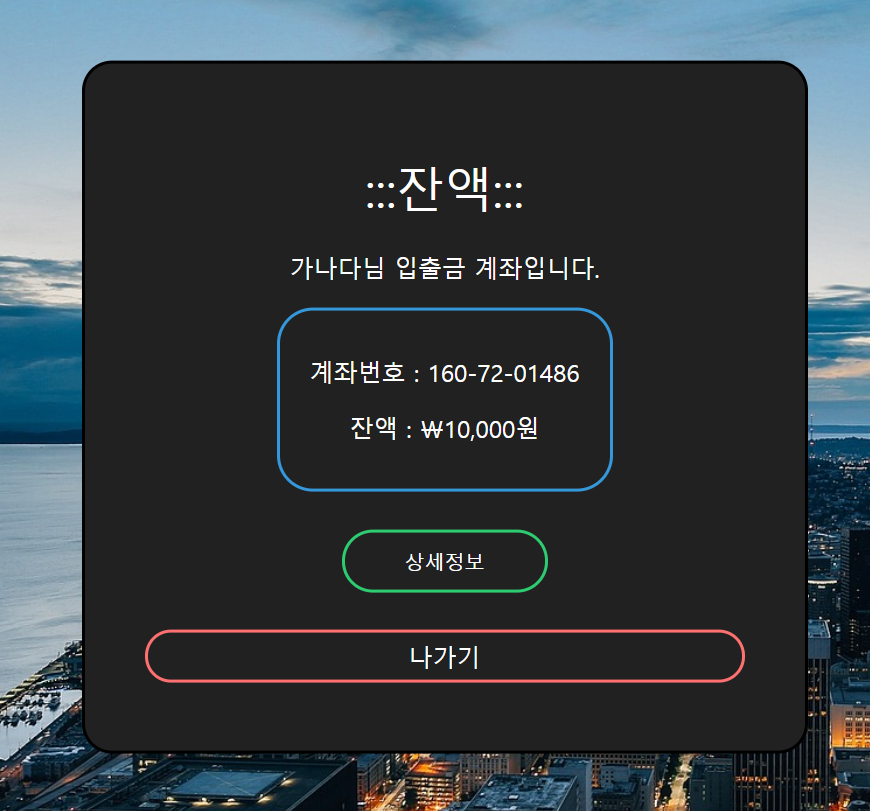 :::잔액:::
가나다님 입출금 계좌입니다.
계좌번호 : 160-72-01486
잔액 : ₩10,000원
상세정보
나가기